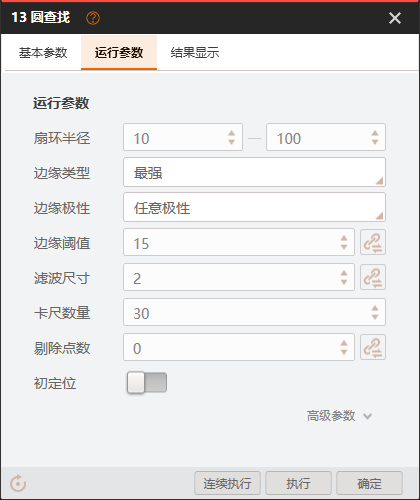 13 圆查找
基本参数 运行参数 结果显示
运行参数
扇环半径 10 — 100
边缘类型 最强
边缘极性 任意极性
边缘阈值 15
滤波尺寸 2
卡尺数量 30
剔除点数 0
初定位
高级参数
连续执行 执行 确定